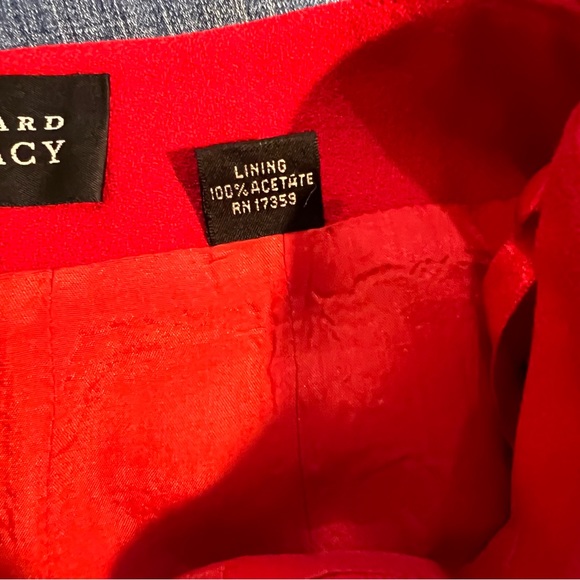 ARD
ACY
LINING
100% ACETATE
RN 17359